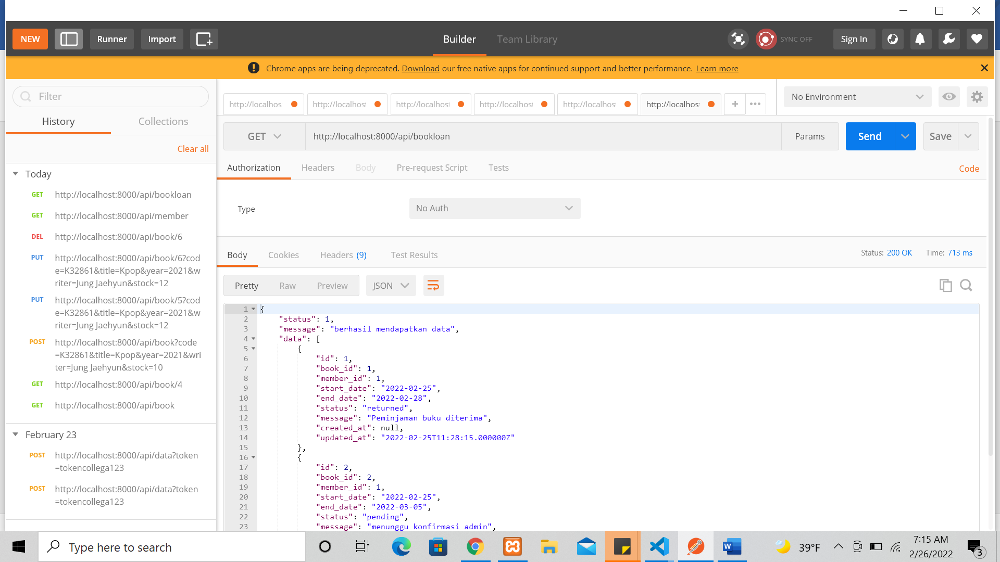 NEW
Runner
Import
Builder
Team Library
SYNC OFF
Sign In
Chrome apps are being deprecated. Download our free native apps for continued support and better performance. Learn more
Filter
History
Collections
Clear all
Today
GET http://localhost:8000/api/bookloan
GET http://localhost:8000/api/member
DEL http://localhost:8000/api/book/6
PUT http://localhost:8000/api/book/6?cod
e=K32861&title=Kpop&year=2021&w
riter=Jung Jaehyun&stock=12
PUT http://localhost:8000/api/book/5?cod
e=K32861&title=Kpop&year=2021&w
riter=Jung Jaehyun&stock=12
POST http://localhost:8000/api/book?code
=K32861&title=Kpop&year=2021&wri
ter=Jung Jaehyun&stock=10
GET http://localhost:8000/api/book/4
GET http://localhost:8000/api/book
February 23
POST http://localhost:8000/api/data?token
=tokencollega123
POST http://localhost:8000/api/data?token
=tokencollega123
http://localhos http://localhos http://localhos http://localhos http://localhos http://localhos
No Environment
GET http://localhost:8000/api/bookloan Params Send Save
Authorization Headers Body Pre-request Script Tests Code
Type No Auth
Body Cookies Headers (9) Test Results Status: 200 OK Time: 713 ms
Pretty Raw Preview JSON
1 {
2 "status": 1,
3 "message": "berhasil mendapatkan data",
4 "data": [
5 {
6 "id": 1,
7 "book_id": 1,
8 "member_id": 1,
9 "start_date": "2022-02-25",
10 "end_date": "2022-02-28",
11 "status": "returned",
12 "message": "Peminjaman buku diterima",
13 "created_at": null,
14 "updated_at": "2022-02-25T11:28:15.000000Z"
15 },
16 {
17 "id": 2,
18 "book_id": 2,
19 "member_id": 1,
20 "start_date": "2022-02-25",
21 "end_date": "2022-03-05",
22 "status": "pending",
23 "message": "menunggu konfirmasi admin",
Type here to search
39°F
7:15 AM
2/26/2022
3